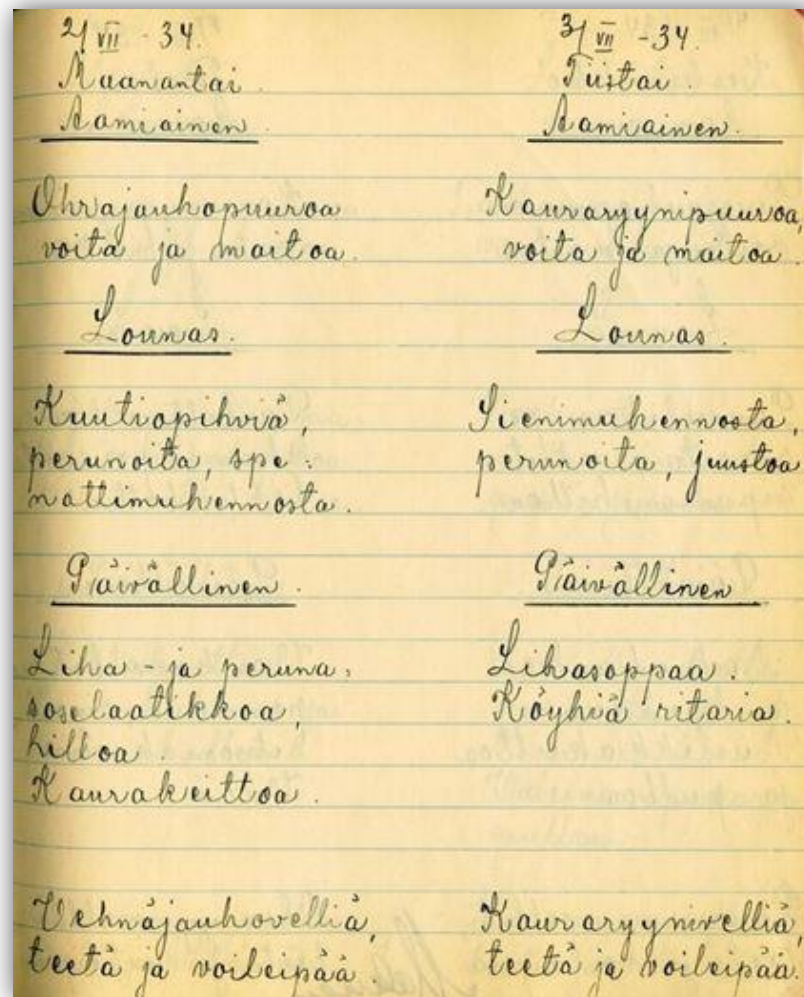 2/VII - 34.
Maanantai.
Aamiainen.
Ohrajauhopuuroa
voita ja maitoa.
Lounas.
Kuutiopihviä,
perunoita, spe=
nattimuhennosta.
Päivällinen.
Liha- ja peruna=
soselaatikkoa,
hilloa.
Kaurakeittoa.
Vehnäjauhovelliä,
teetä ja voileipää.
3/VII - 34.
Tiistai.
Aamiainen.
Kauraryynipuuroa,
voita ja maitoa.
Lounas.
Sienimuhennosta,
perunoita, juustoa
Päivällinen
Lihasoppaa.
Köyhiä ritaria.
Kauraryynivelliä,
teetä ja voileipää.